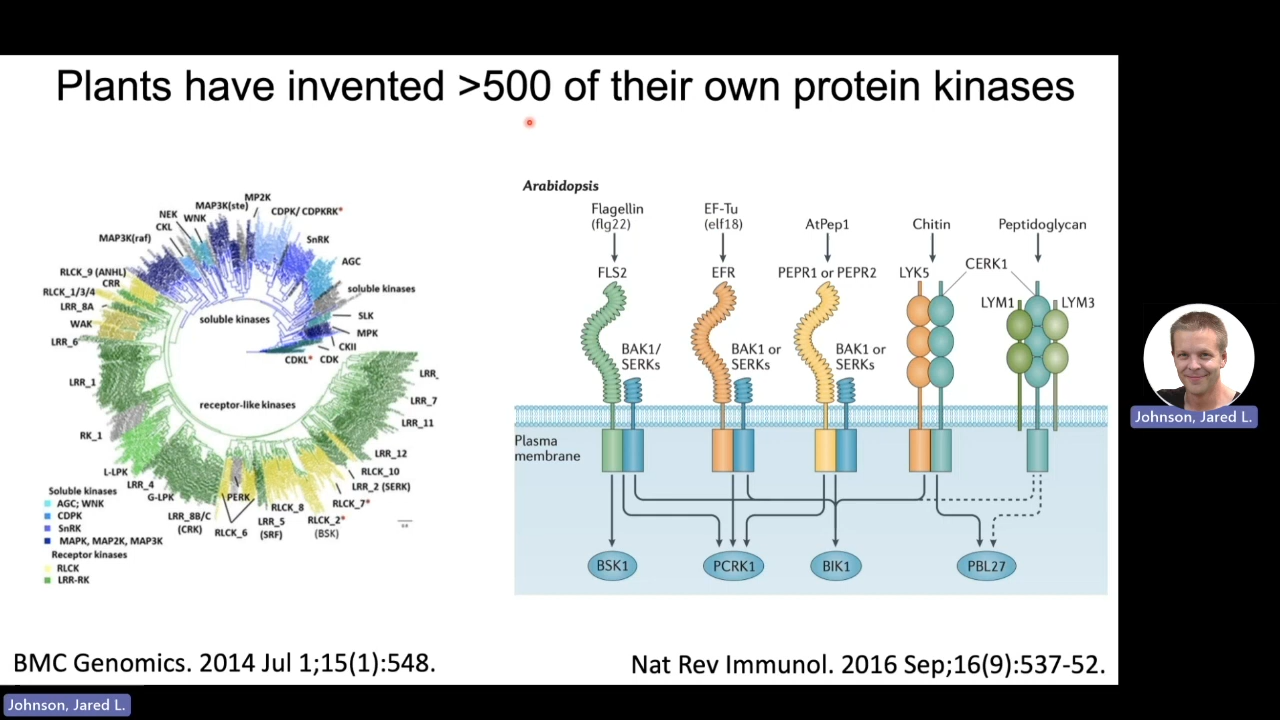 Plants have invented >500 of their own protein kinases
MP2K
MAP3K(ste)
CDPK/ CDPKRK*
NEK
WNK
CKL
SnRK
MAP3K(raf)
AGC
RLCK_9 (ANHL)
CRR
soluble kinases
RLCK_1/3/4
LRR_8A
soluble kinases
SLK
WAK
MPK
LRR_6
CKII
CDKL* CDK
LRR_1
LRR_
receptor-like kinases
LRR_7
LRR_11
RK_1
LRR_12
L-LPK
RLCK_10
LRR_4
LRR_2 (SERK)
G-LPK
PERK
RLCK_7*
RLCK_8
LRR_8B/C
(CRK)
RLCK_6
LRR_5
(SRF)
RLCK_2*
(BSK)
Soluble kinases
AGC; WNK
CDPK
SnRK
MAPK, MAP2K, MAP3K
Receptor kinases
RLCK
LRR-RK
Arabidopsis
Flagellin
(flg22)
EF-Tu
(elf18)
AtPep1
Chitin
Peptidoglycan
FLS2
EFR
PEPR1 or PEPR2
LYK5
CERK1
LYM1
LYM3
BAK1/
SERKs
BAK1 or
SERKs
BAK1 or
SERKs
Plasma
membrane
BSK1
PCRK1
BIK1
PBL27
BMC Genomics. 2014 Jul 1;15(1):548.
Nat Rev Immunol. 2016 Sep;16(9):537-52.
Johnson, Jared L.
Johnson, Jared L.